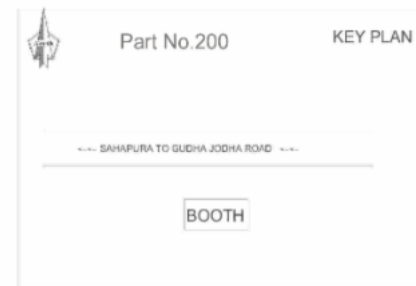 Part No.200
KEY PLAN
<-<- SAHAPURA TO GUDHA JODHA ROAD <-<-
BOOTH